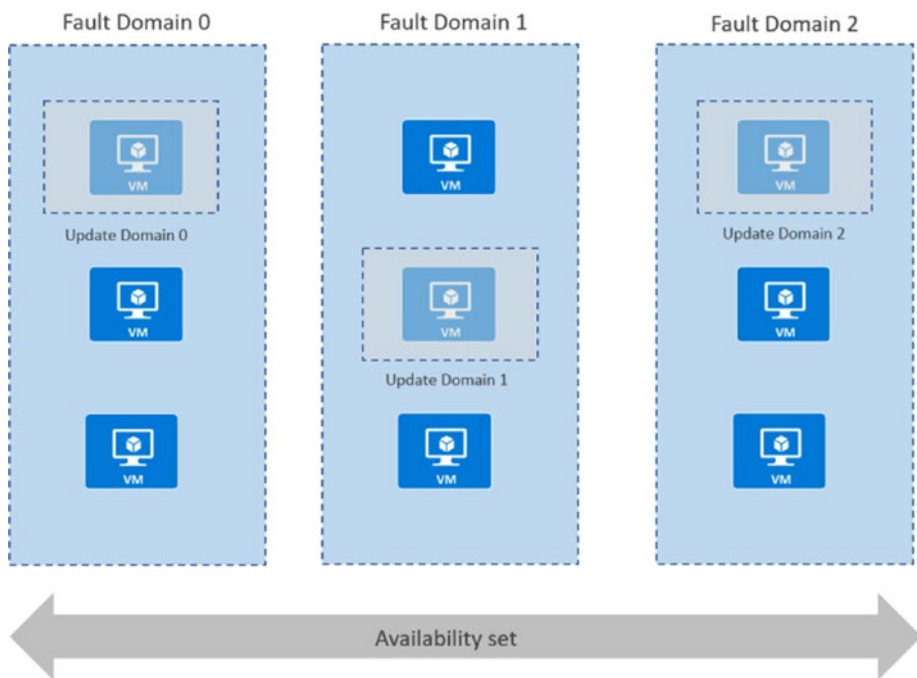 Fault Domain 0
Fault Domain 1
Fault Domain 2
VM
VM
VM
Update Domain 0
Update Domain 2
VM
VM
VM
Update Domain 1
VM
VM
VM
Availability set